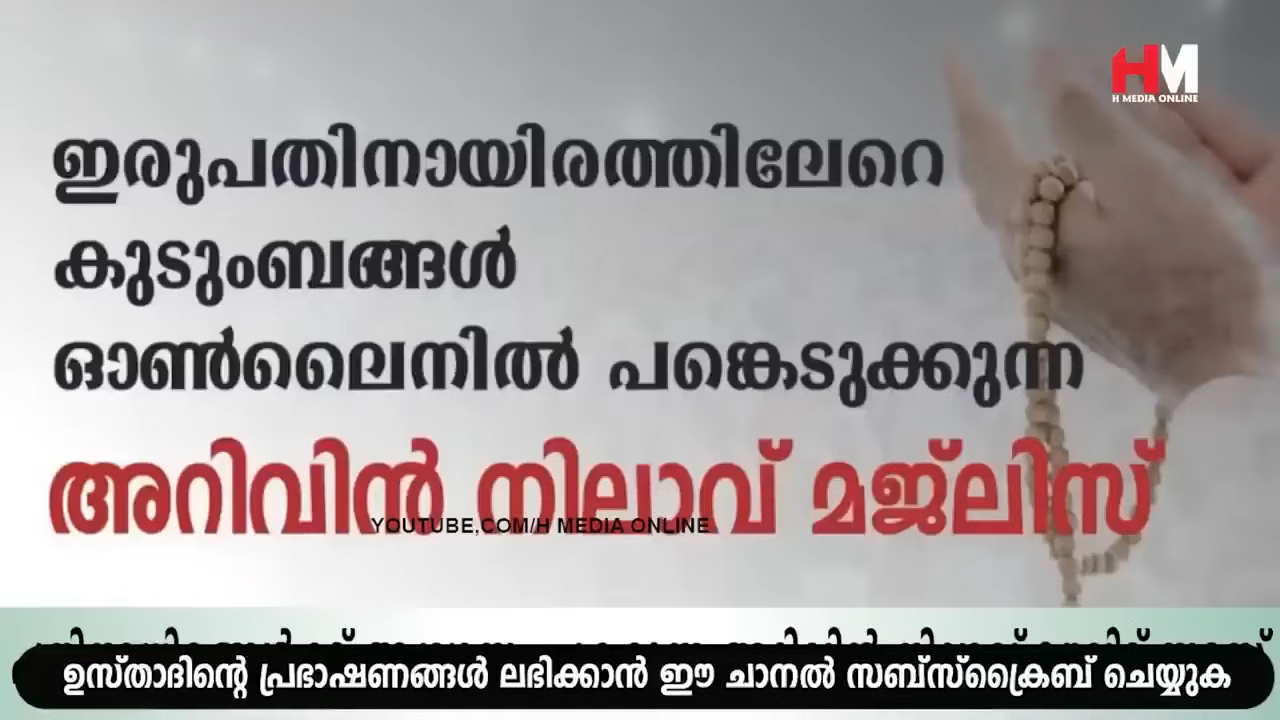 HM
H MEDIA ONLINE
ഇരുപതിനായിരത്തിലേറെ
കുടുംബങ്ങൾ
ഓൺലൈനിൽ പങ്കെടുക്കുന്ന
അറിവിൻ നിലാവ് മജ്ലിസ്
YOUTUBE,COM/H MEDIA ONLINE
ഉസ്താദിന്റെ പ്രഭാഷണങ്ങൾ ലഭിക്കാൻ ഈ ചാനൽ സബ്സ്ക്രൈബ് ചെയ്യുക